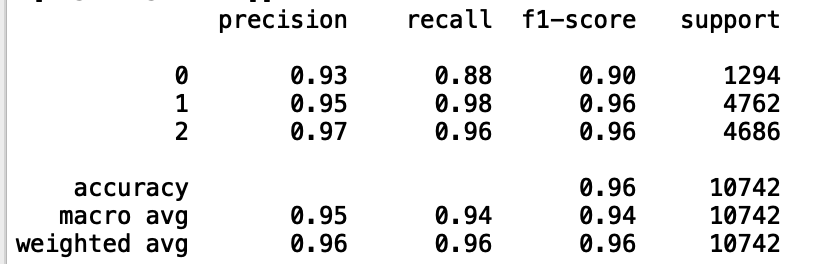 precision recall f1-score support
0 0.93 0.88 0.90 1294
1 0.95 0.98 0.96 4762
2 0.97 0.96 0.96 4686
accuracy 0.96 10742
macro avg 0.95 0.94 0.94 10742
weighted avg 0.96 0.96 0.96 10742